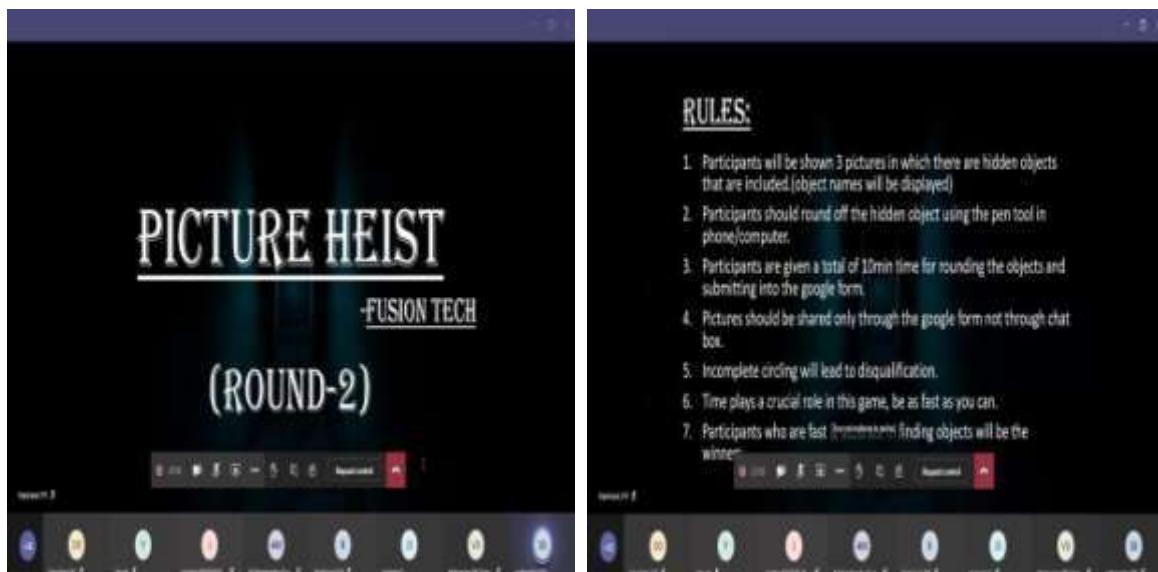 PICTURE HEIST
-FUSION TECH
(ROUND-2)
RULES:
1. Participants will be shown 3 pictures in which there are hidden objects
that are included.(object names will be displayed)
2. Participants should round off the hidden object using the pen tool in
phone/computer.
3. Participants are given a total of 10min time for rounding the objects and
submitting into the google form.
4. Pictures should be shared only through the google form not through chat
box.
5. Incomplete circling will lead to disqualification.
6. Time plays a crucial role in this game, be as fast as you can.
7. Participants who are fast finding objects will be the
Request control
Request control